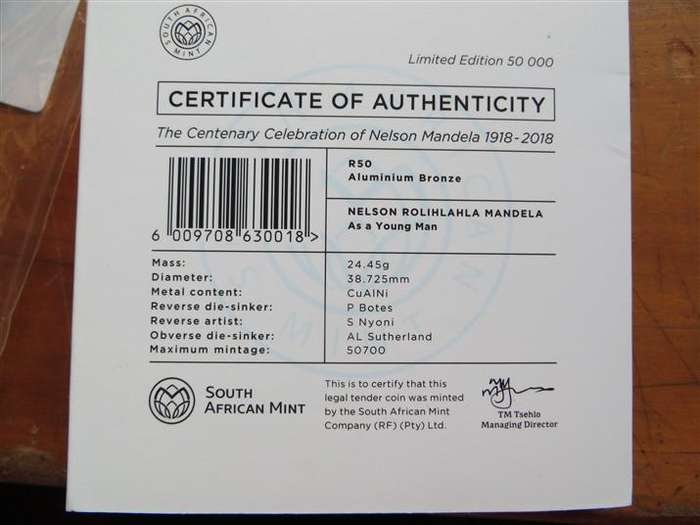 SOUTH AFRICAN MINT
Limited Edition 50 000
CERTIFICATE OF AUTHENTICITY
The Centenary Celebration of Nelson Mandela 1918-2018
6 009708 630018 >
R50
Aluminium Bronze
NELSON ROLIHLAHLA MANDELA
As a Young Man
Mass: 24.45g
Diameter: 38.725mm
Metal content: CuAlNi
Reverse die-sinker: P Botes
Reverse artist: S Nyoni
Obverse die-sinker: AL Sutherland
Maximum mintage: 50700
SOUTH
AFRICAN MINT
This is to certify that this
legal tender coin was minted
by the South African Mint
Company (RF) (Pty) Ltd.
TM Tsehlo
Managing Director